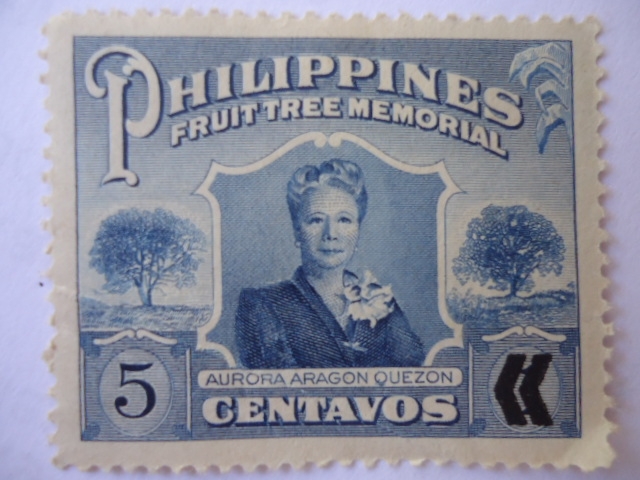 PHILIPPINES
FRUIT TREE MEMORIAL
AURORA ARAGON QUEZON
5 CENTAVOS